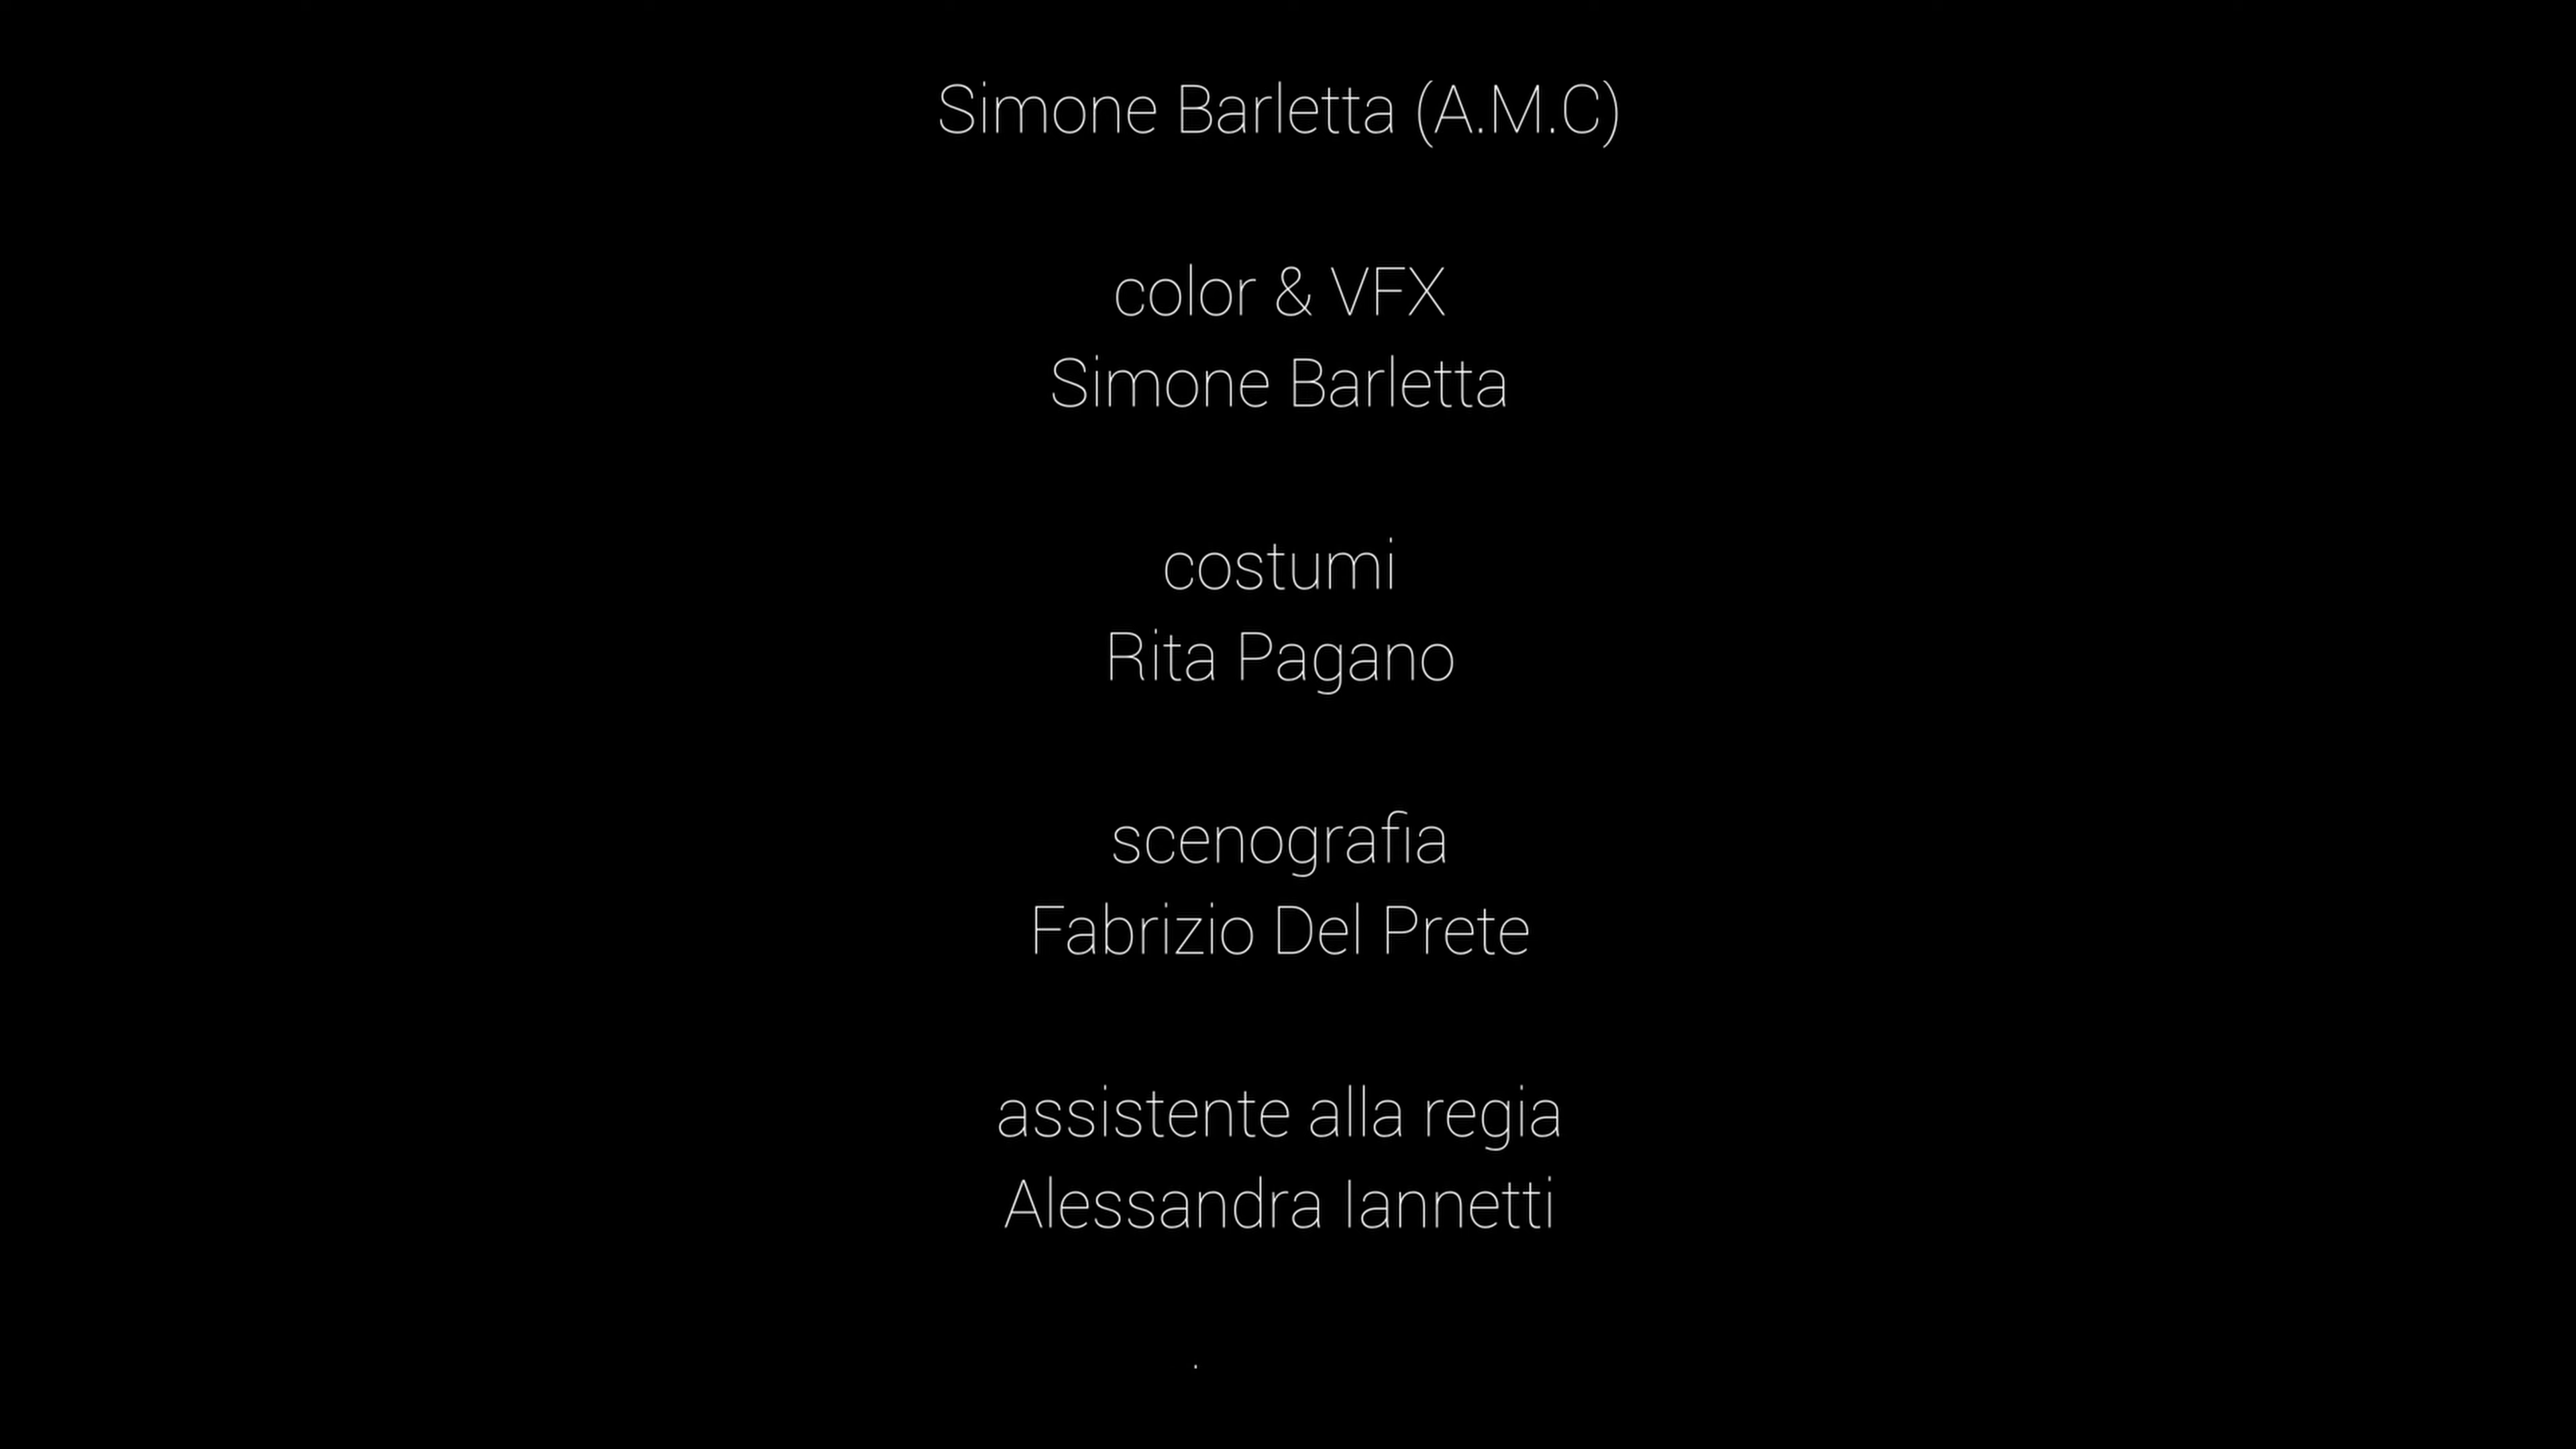 Simone Barletta (A.M.C)
color & VFX
Simone Barletta
costumi
Rita Pagano
scenografia
Fabrizio Del Prete
assistente alla regia
Alessandra Iannetti